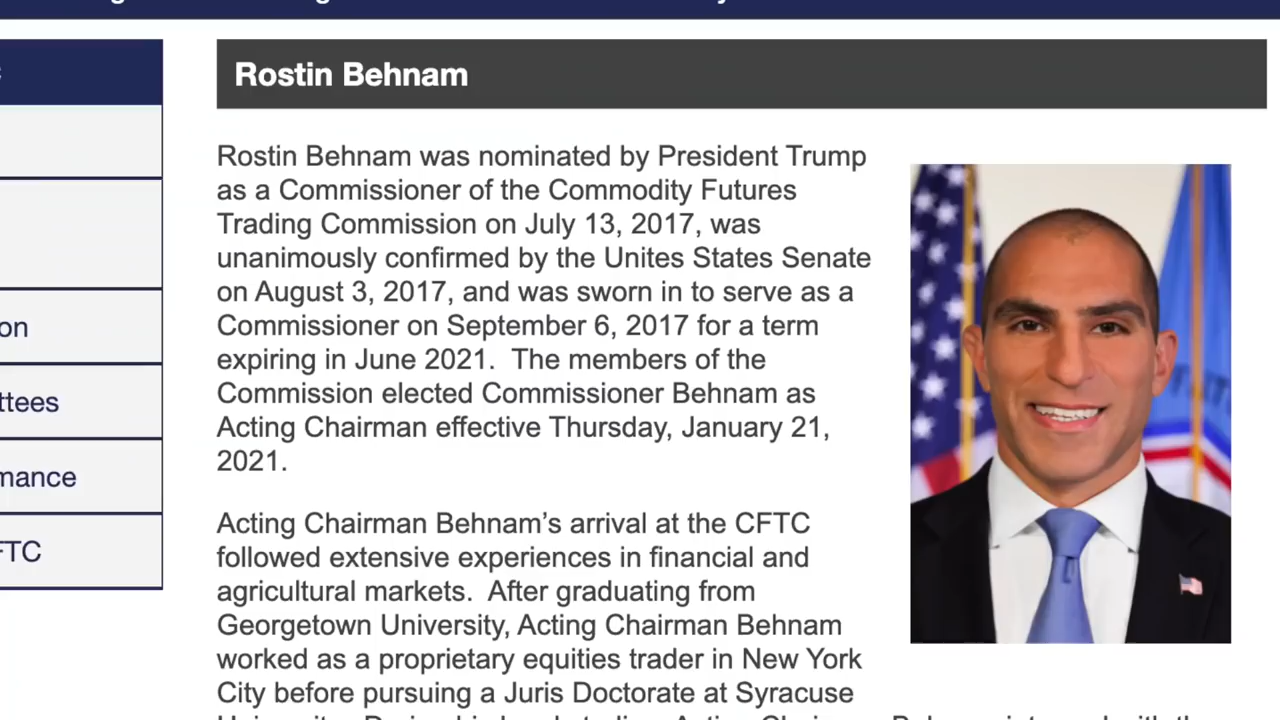 Rostin Behnam
Rostin Behnam was nominated by President Trump
as a Commissioner of the Commodity Futures
Trading Commission on July 13, 2017, was
unanimously confirmed by the Unites States Senate
on August 3, 2017, and was sworn in to serve as a
Commissioner on September 6, 2017 for a term
expiring in June 2021. The members of the
Commission elected Commissioner Behnam as
Acting Chairman effective Thursday, January 21,
2021.
Acting Chairman Behnam's arrival at the CFTC
followed extensive experiences in financial and
agricultural markets. After graduating from
Georgetown University, Acting Chairman Behnam
worked as a proprietary equities trader in New York
City before pursuing a Juris Doctorate at Syracuse
on
ttees
mance
FTC